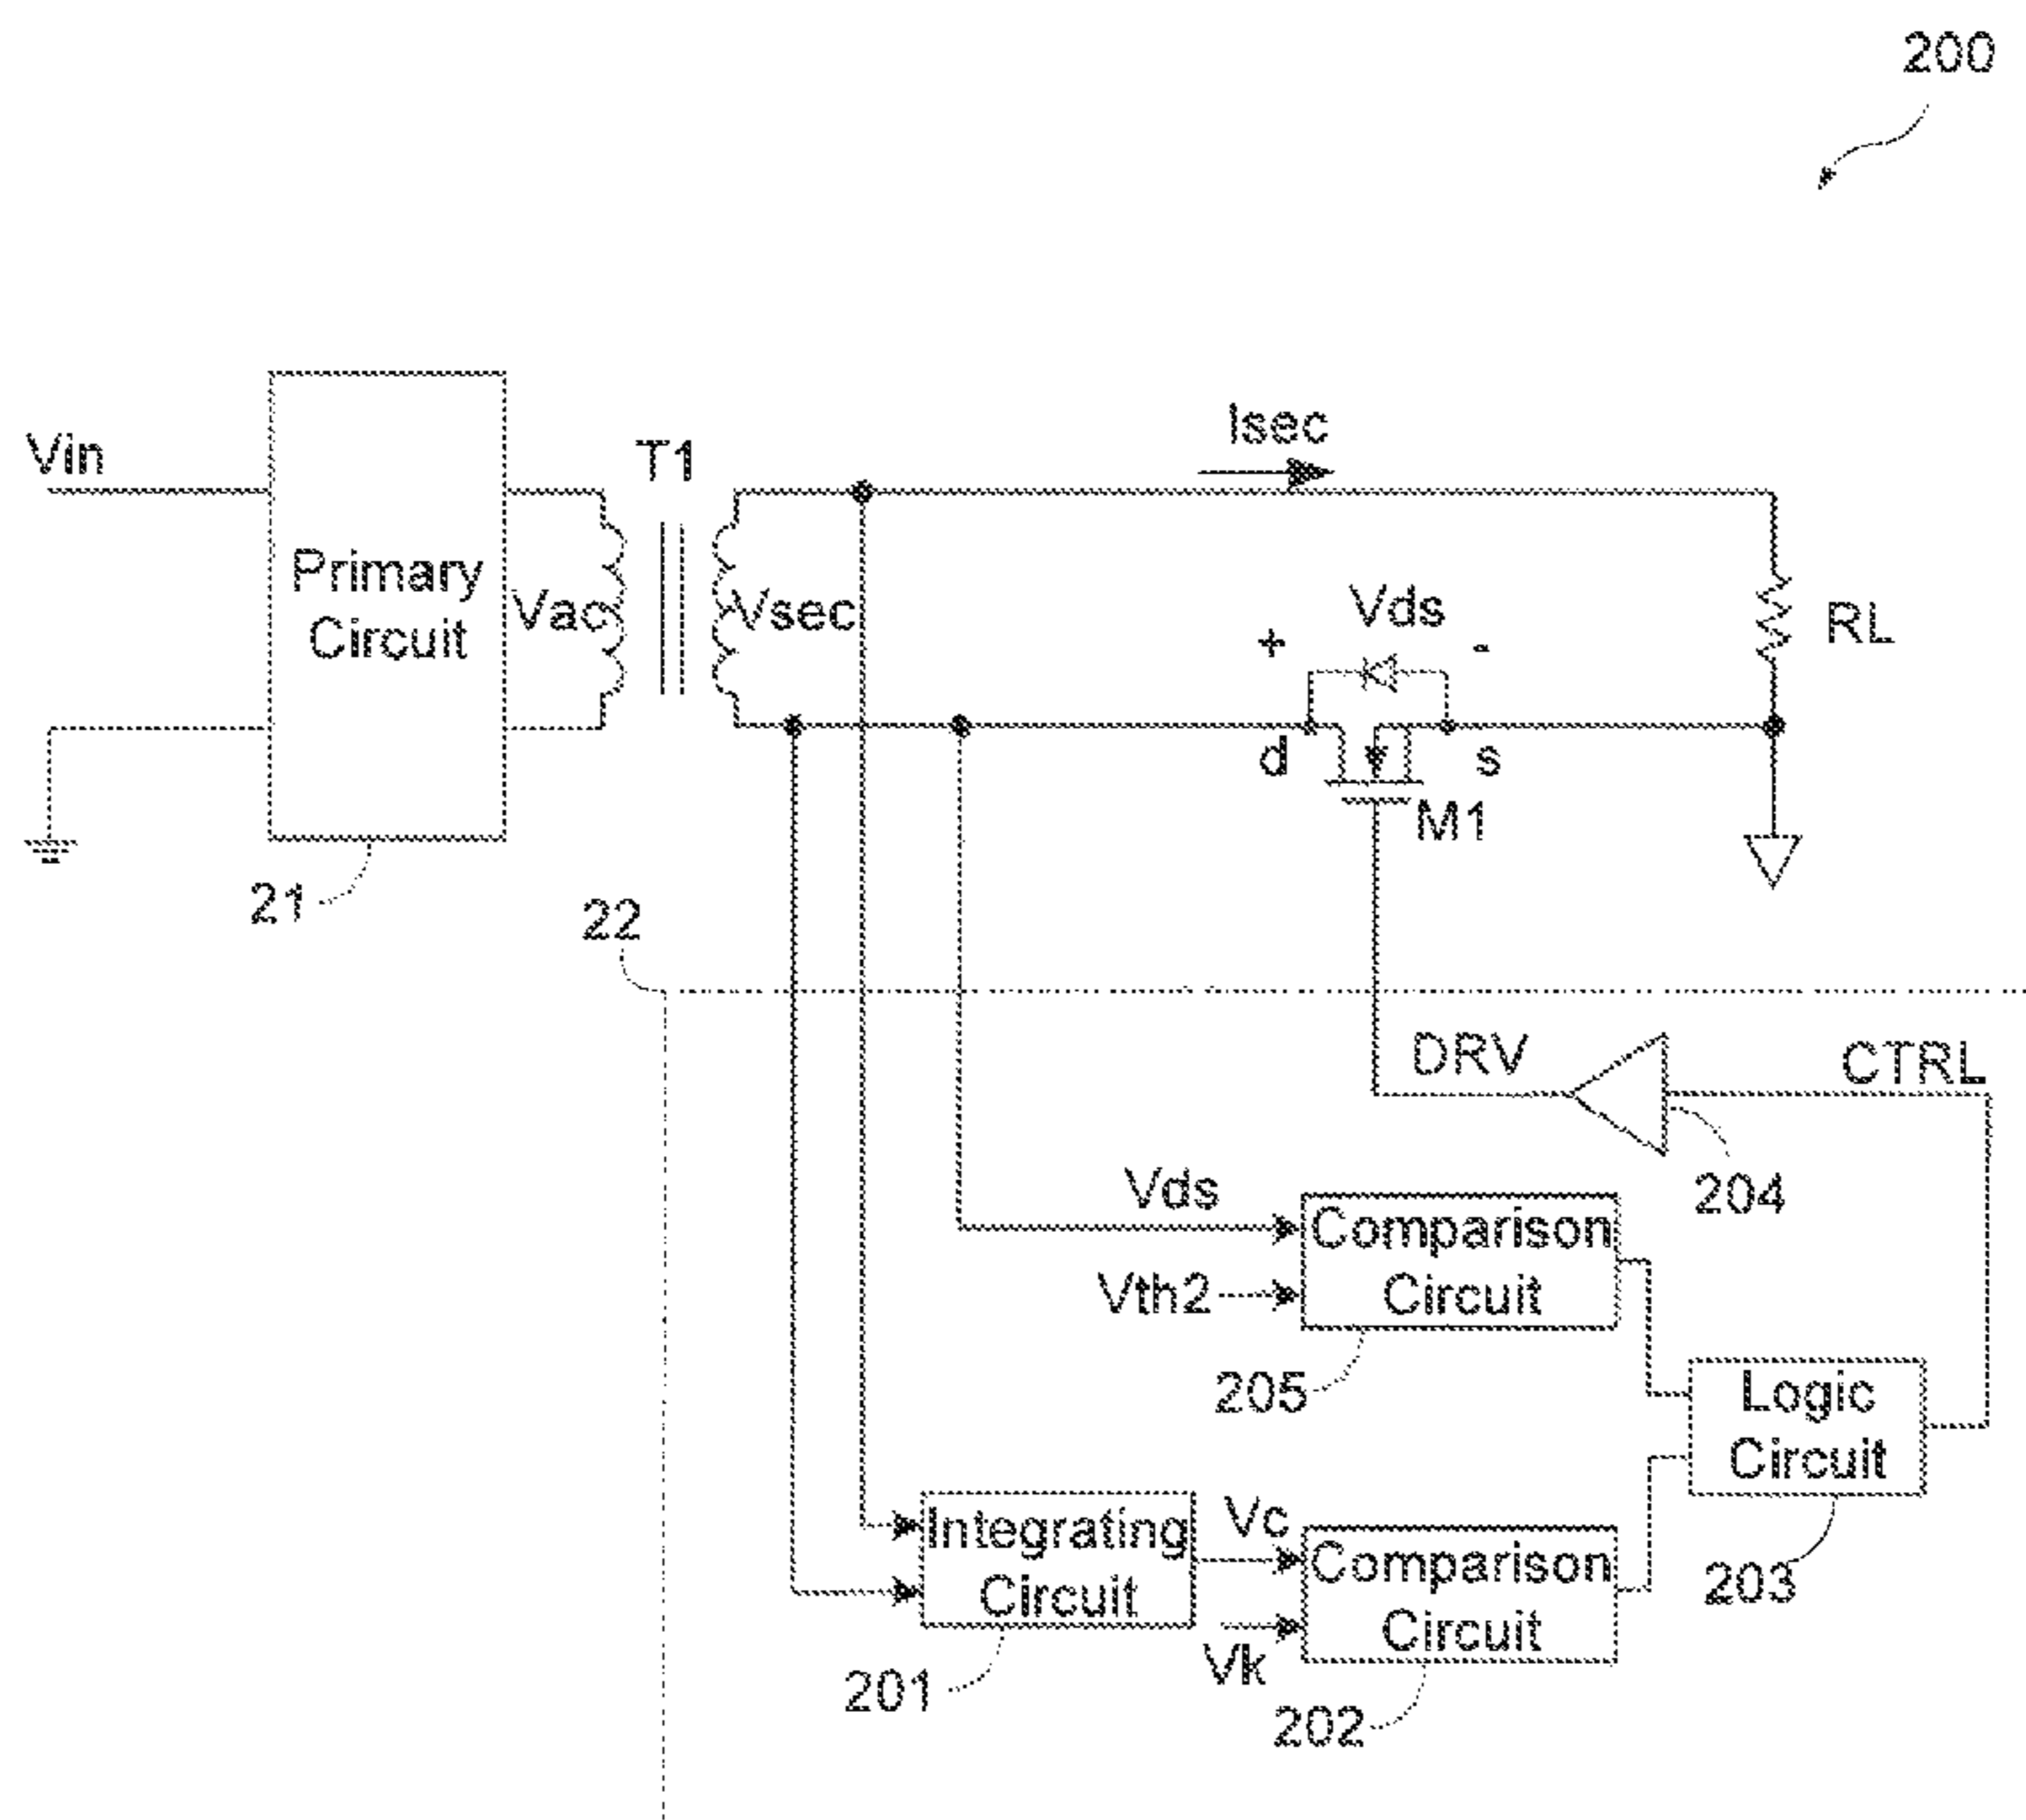 200
Isec
Vin
T1
Primary
Circuit
Vac
Vsec
Vds
+
-
RL
d
s
M1
21
22
DRV
CTRL
204
Vds
Comparison
Circuit
Vth2
205
Logic
Circuit
203
Integrating
Circuit
Vc
Comparison
Circuit
Vk
201
202